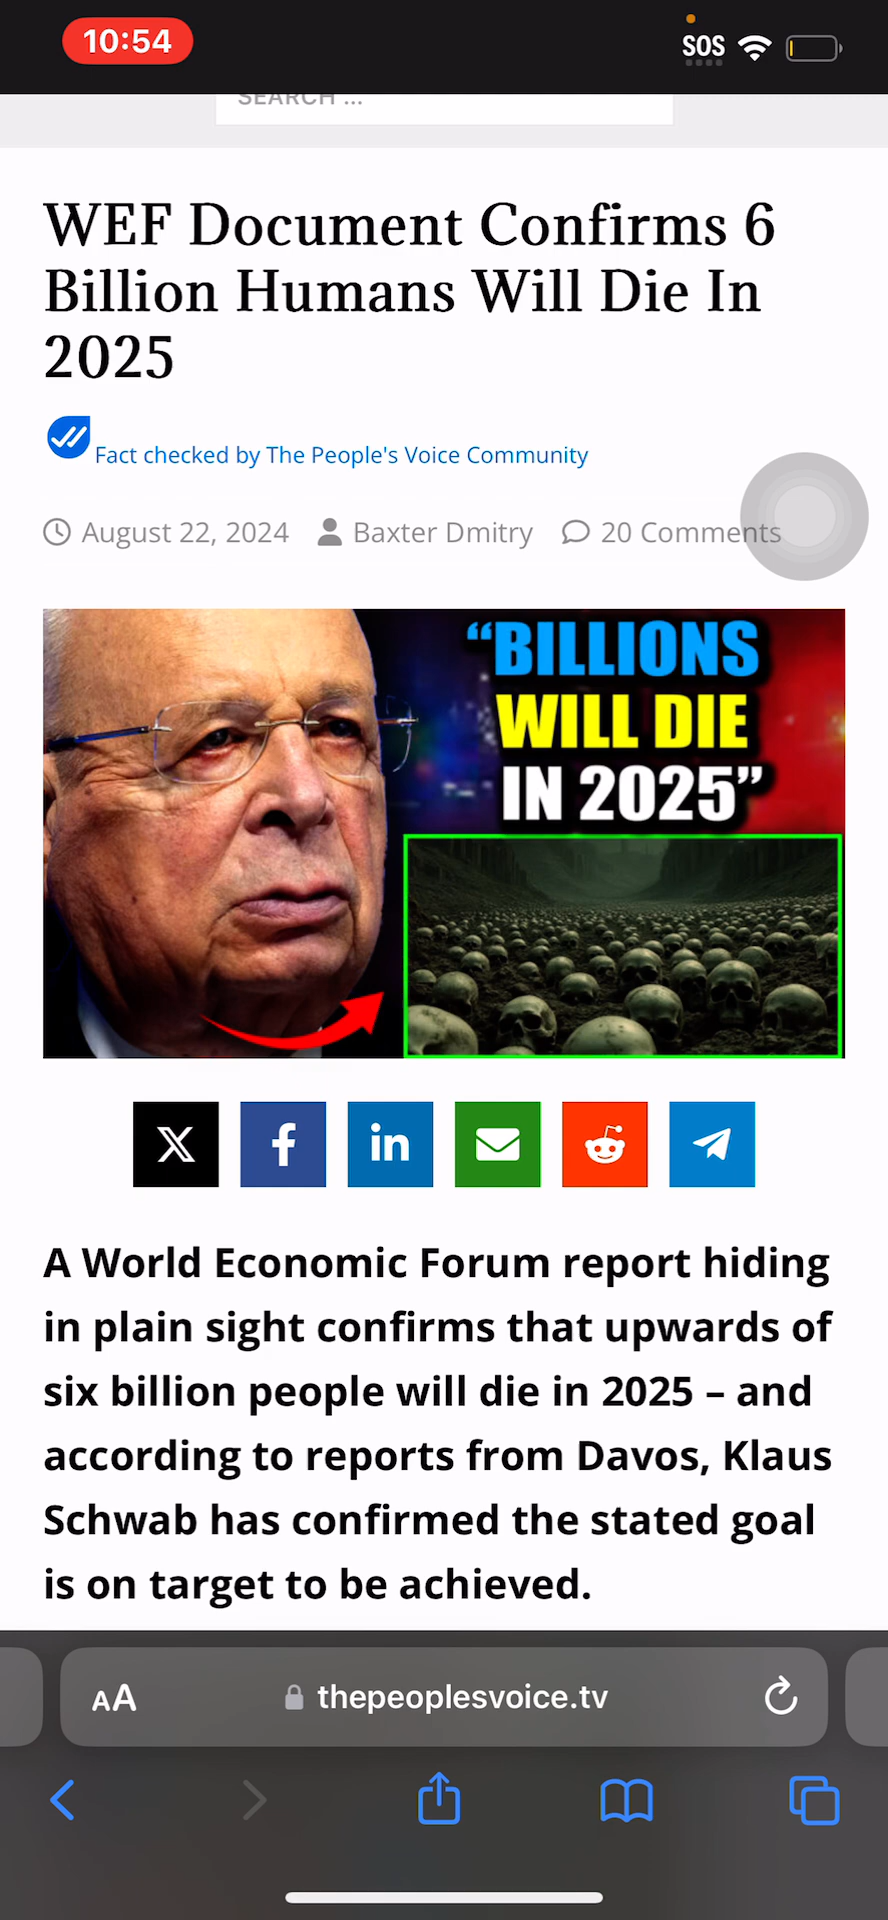 10:54
SOS
SEARCH ...
WEF Document Confirms 6
Billion Humans Will Die In
2025
Fact checked by The People's Voice Community
August 22, 2024 Baxter Dmitry 20 Comments
“BILLIONS
WILL DIE
IN 2025”
A World Economic Forum report hiding
in plain sight confirms that upwards of
six billion people will die in 2025 – and
according to reports from Davos, Klaus
Schwab has confirmed the stated goal
is on target to be achieved.
AA thepeoplesvoice.tv